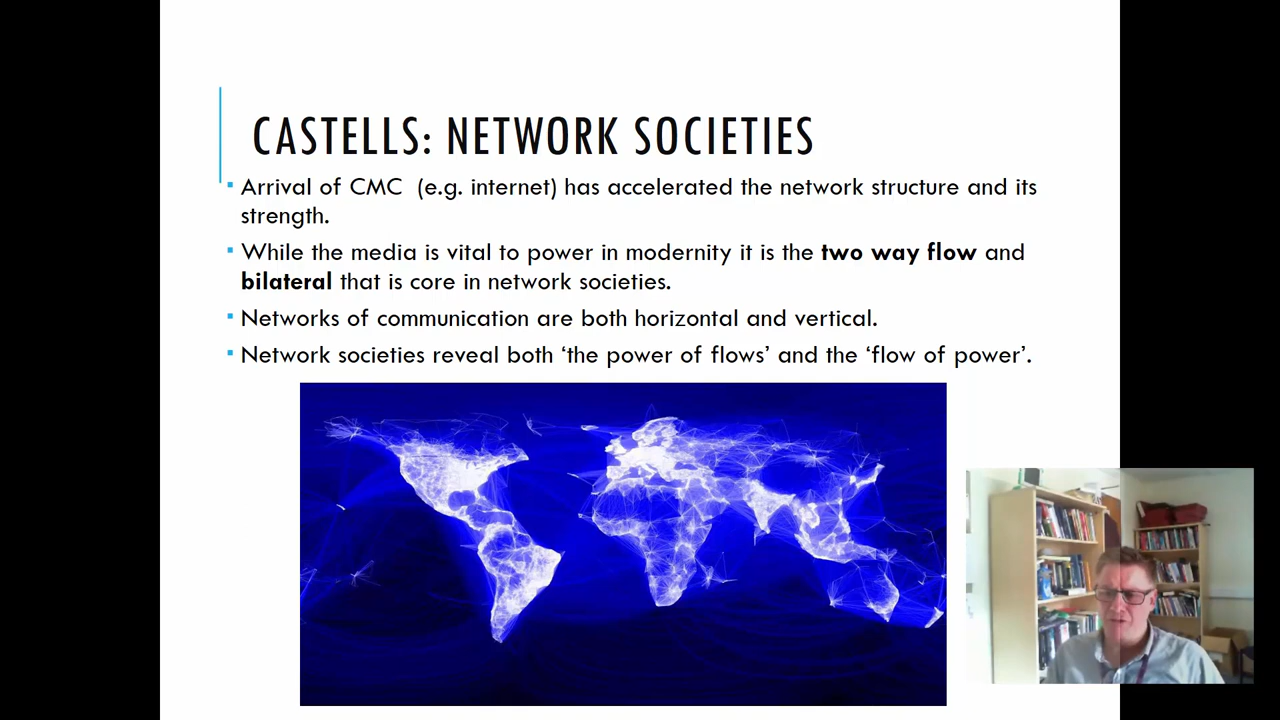 CASTELLS: NETWORK SOCIETIES
Arrival of CMC (e.g. internet) has accelerated the network structure and its
strength.
While the media is vital to power in modernity it is the two way flow and
bilateral that is core in network societies.
Networks of communication are both horizontal and vertical.
Network societies reveal both ‘the power of flows’ and the ‘flow of power’.